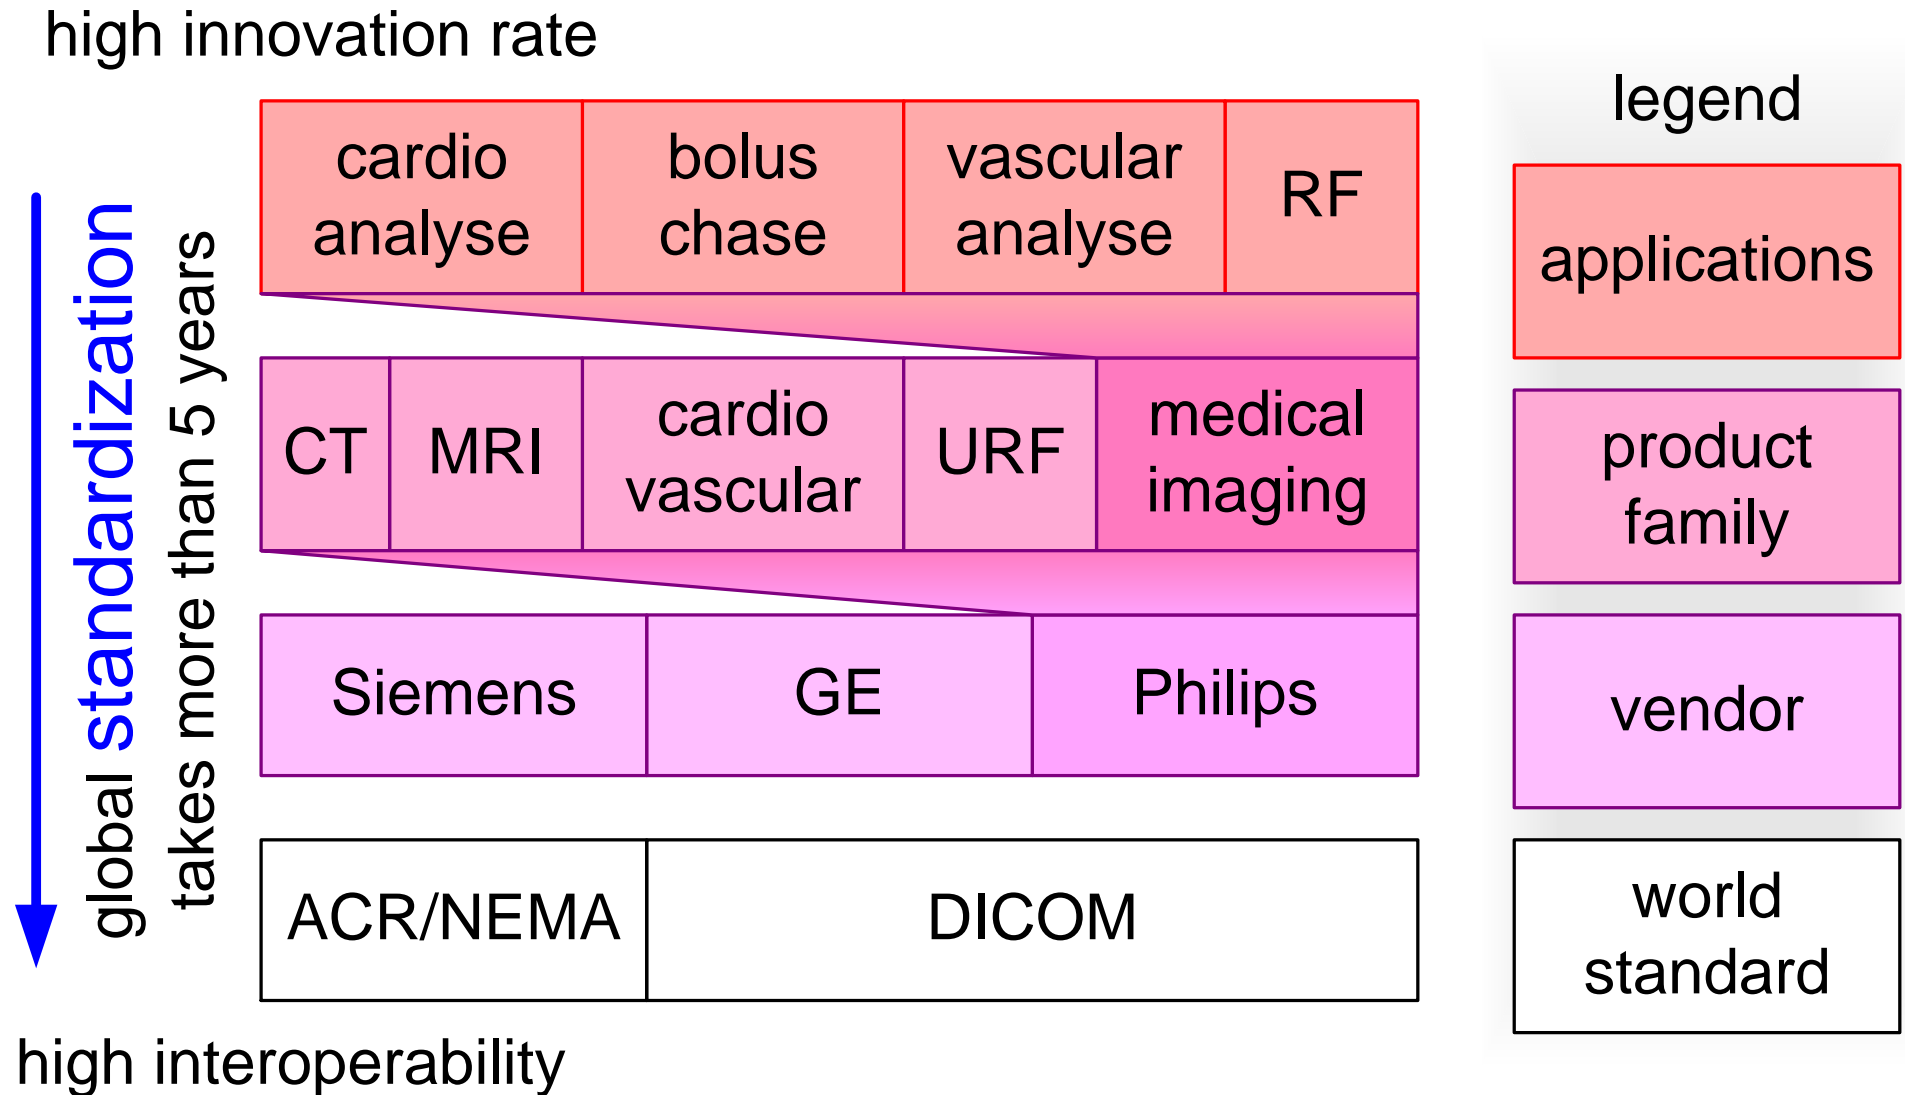 high innovation rate
global standardization
takes more than 5 years
cardio
analyse
bolus
chase
vascular
analyse
RF
CT
MRI
cardio
vascular
URF
medical
imaging
Siemens
GE
Philips
ACR/NEMA
DICOM
high interoperability
legend
applications
product
family
vendor
world
standard